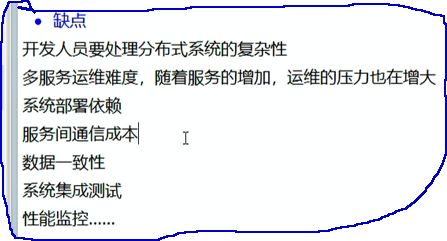 • 缺点
开发人员要处理分布式系统的复杂性
多服务运维难度，随着服务的增加，运维的压力也在增大
系统部署依赖
服务间通信成本
数据一致性
系统集成测试
性能监控……